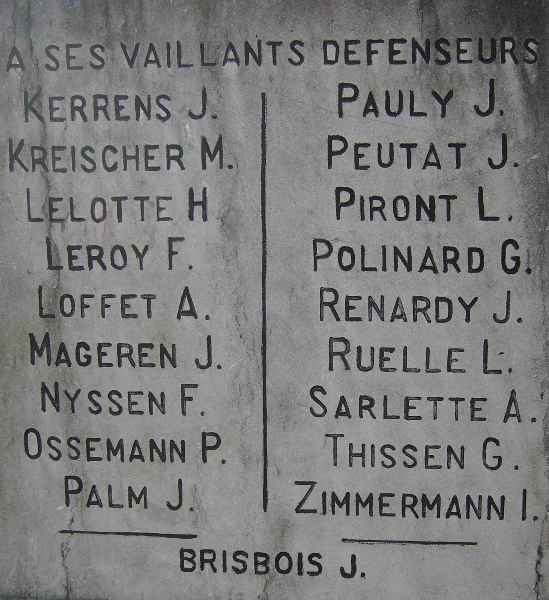 A SES VAILLANTS DEFENSEURS
KERRENS J.
KREISCHER M.
LELOTTE H
LEROY F.
LOFFET A.
MAGEREN J.
NYSSEN F.
OSSEMANN P.
PALM J.
PAULY J.
PEUTAT J.
PIRONT L.
POLINARD G.
RENARDY J.
RUELLE L.
SARLETTE A.
THISSEN G.
ZIMMERMANN I.
BRISBOIS J.